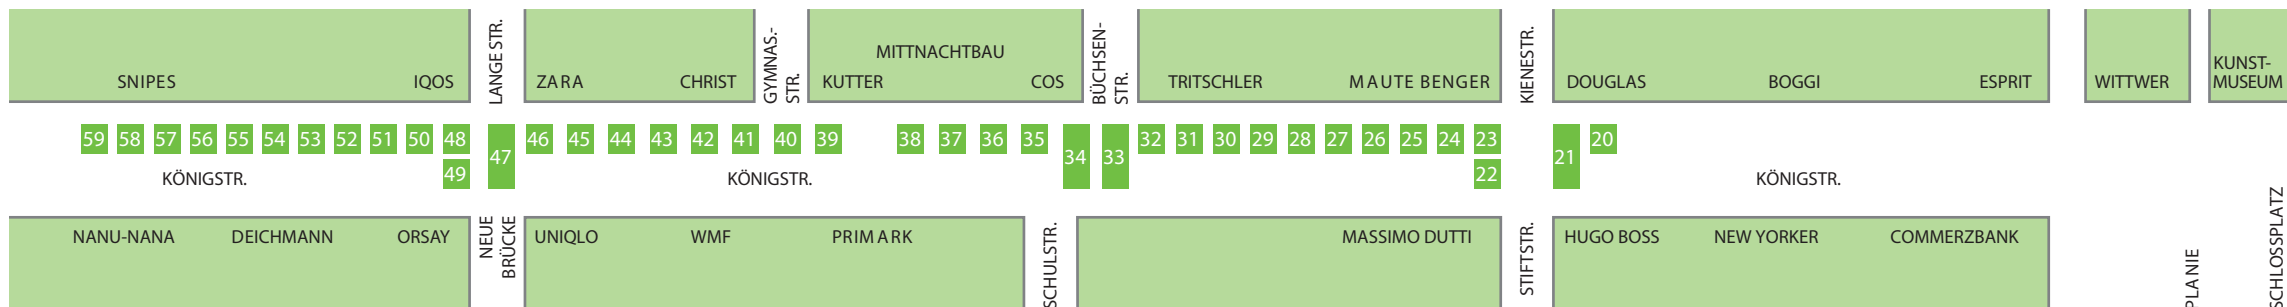 SNIPES
IQOS
LANGE STR.
ZARA
CHRIST
GYMNAS.-
STR.
MITTNACHTBAU
KUTTER
COS
BÜCHSEN-
STR.
TRITSCHLER
MAUTE BENGER
KIENESTR.
DOUGLAS
BOGGI
ESPRIT
WITTWER
KUNST-
MUSEUM
59 58 57 56 55 54 53 52 51 50 48
49
47
46 45 44 43 42 41 40 39 38 37 36 35
34
33
32 31 30 29 28 27 26 25 24 23
22
21
20
KÖNIGSTR.
KÖNIGSTR.
KÖNIGSTR.
NANU-NANA
DEICHMANN
ORSAY
NEUE
BRÜCKE
UNIQLO
WMF
PRIMARK
SCHULSTR.
MASSIMO DUTTI
STIFTSTR.
HUGO BOSS
NEW YORKER
COMMERZBANK
PLANIE
SCHLOSSPLATZ